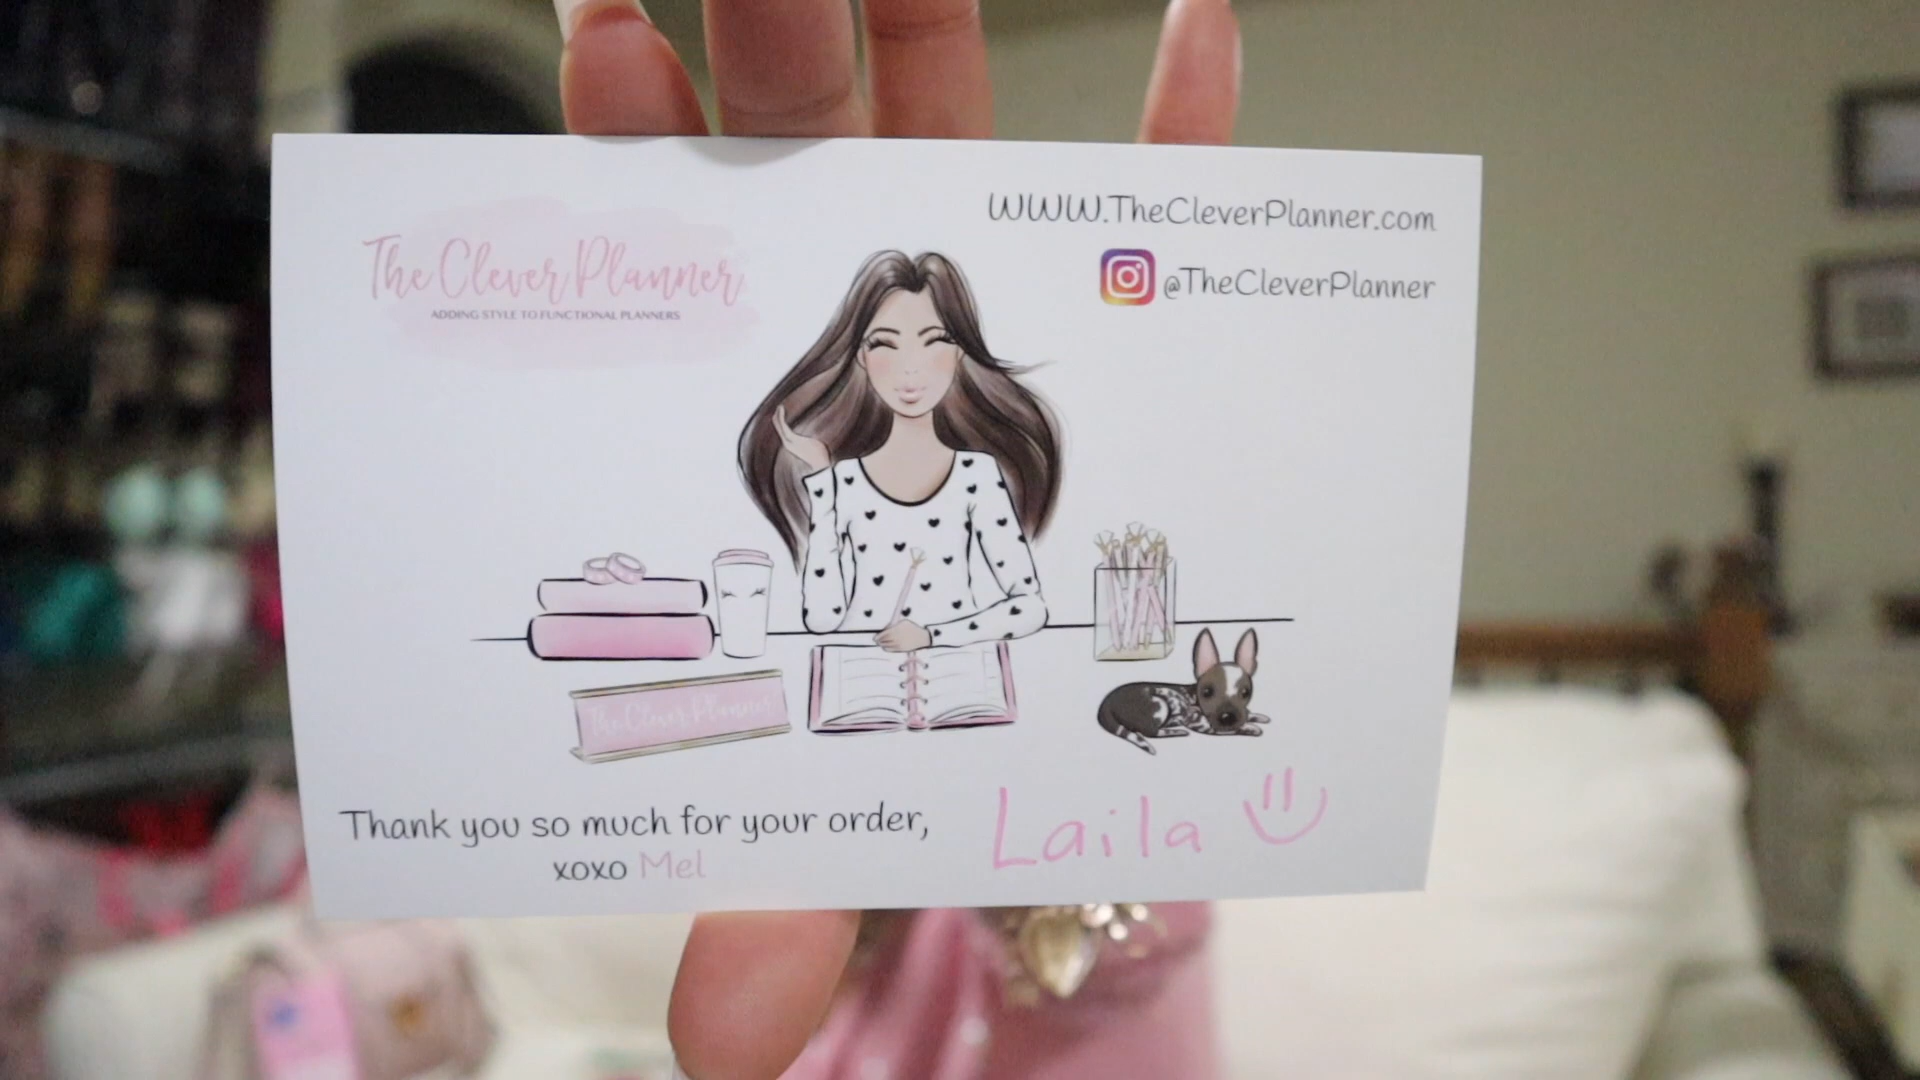 The Clever Planner
ADDING STYLE TO FUNCTIONAL PLANNERS
WWW.TheCleverPlanner.com
@TheCleverPlanner
The Clever Planner
Thank you so much for your order,
xoxo Mel
Laila